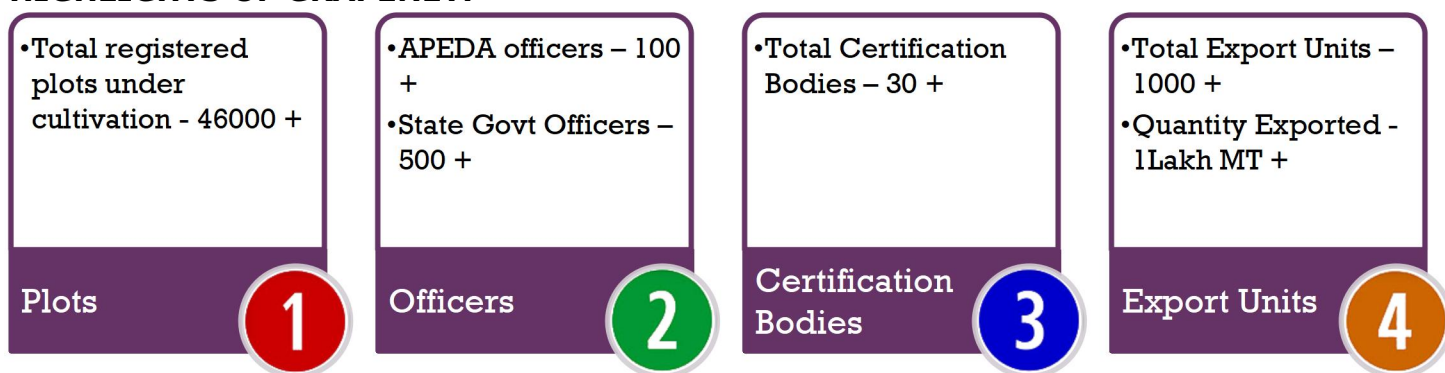 •Total registered
plots under
cultivation - 46000 +
Plots
1
•APEDA officers – 100
+
•State Govt Officers –
500 +
Officers
2
•Total Certification
Bodies – 30 +
Certification
Bodies
3
•Total Export Units –
1000 +
•Quantity Exported -
1Lakh MT +
Export Units
4